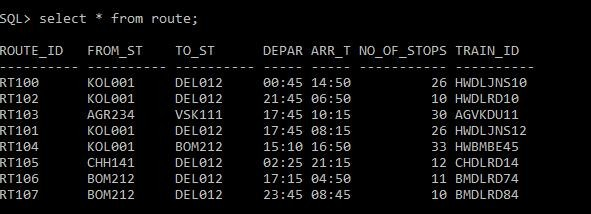 SQL> select * from route;
ROUTE_ID FROM_ST TO_ST DEPAR ARR_T NO_OF_STOPS TRAIN_ID
---------- ---------- ---------- ----- ----- ----------- ----------
RT100 KOL001 DEL012 00:45 14:50 26 HWDLJNS10
RT102 KOL001 DEL012 21:45 06:50 10 HWDLRD10
RT103 AGR234 VSK111 17:45 10:15 30 AGVKDU11
RT101 KOL001 DEL012 17:45 08:15 26 HWDLJNS12
RT104 KOL001 BOM212 15:10 16:50 33 HWBMBE45
RT105 CHH141 DEL012 02:25 21:15 12 CHDLRD14
RT106 BOM212 DEL012 17:15 04:50 11 BMDLRD74
RT107 BOM212 DEL012 23:45 08:45 10 BMDLRD84